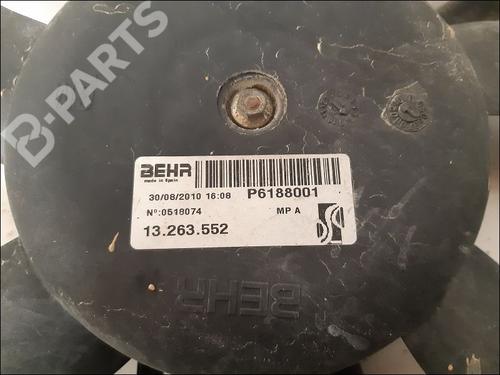 B-PARTS
BEHR
made in Spain
30/08/2010 16:08 P6188001
Nº:0518074 MP A
13.263.552
BEHR